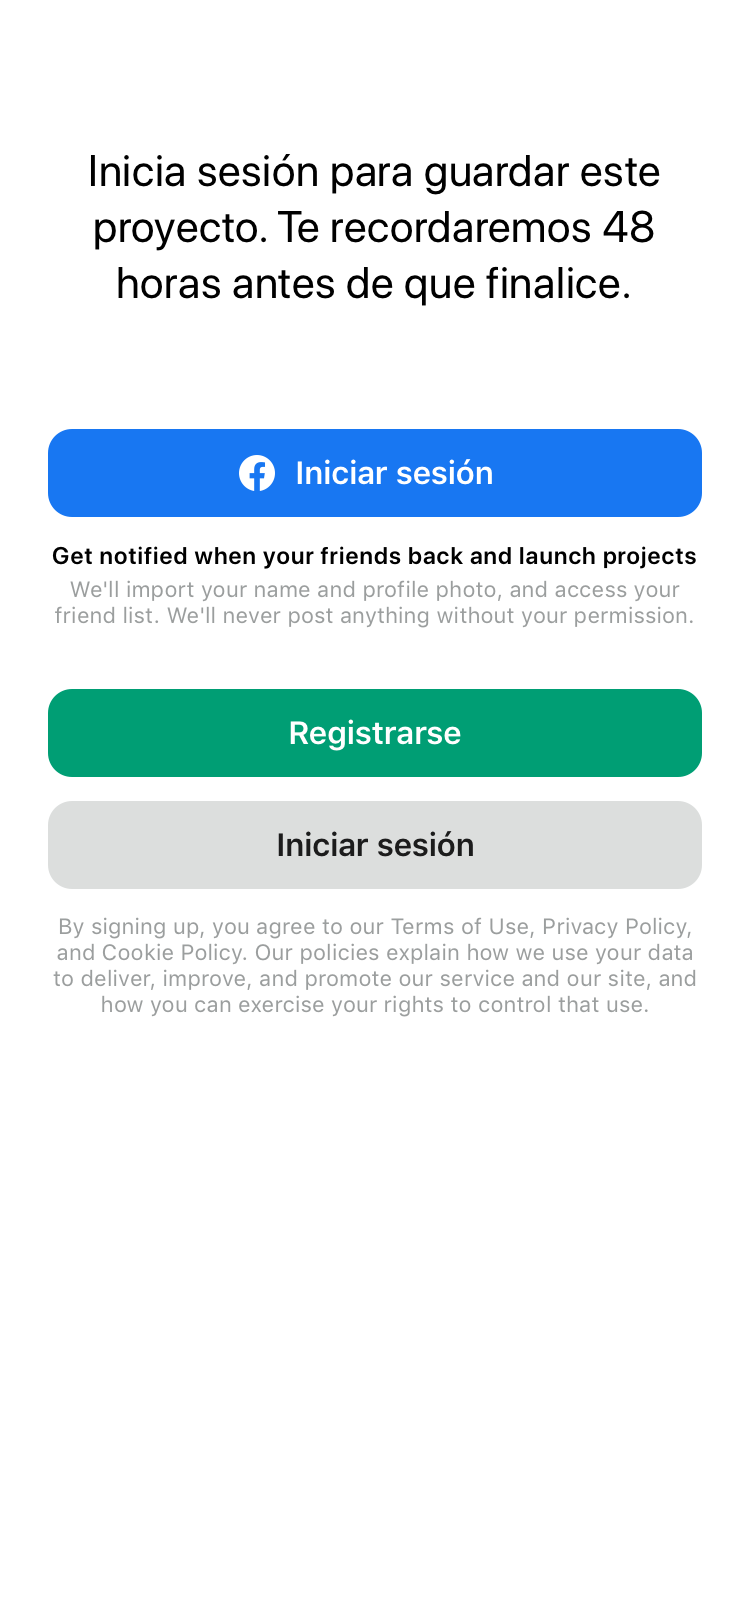 Inicia sesión para guardar este
proyecto. Te recordaremos 48
horas antes de que finalice.
Iniciar sesión
Get notified when your friends back and launch projects
We'll import your name and profile photo, and access your
friend list. We'll never post anything without your permission.
Registrarse
Iniciar sesión
By signing up, you agree to our Terms of Use, Privacy Policy,
and Cookie Policy. Our policies explain how we use your data
to deliver, improve, and promote our service and our site, and
how you can exercise your rights to control that use.